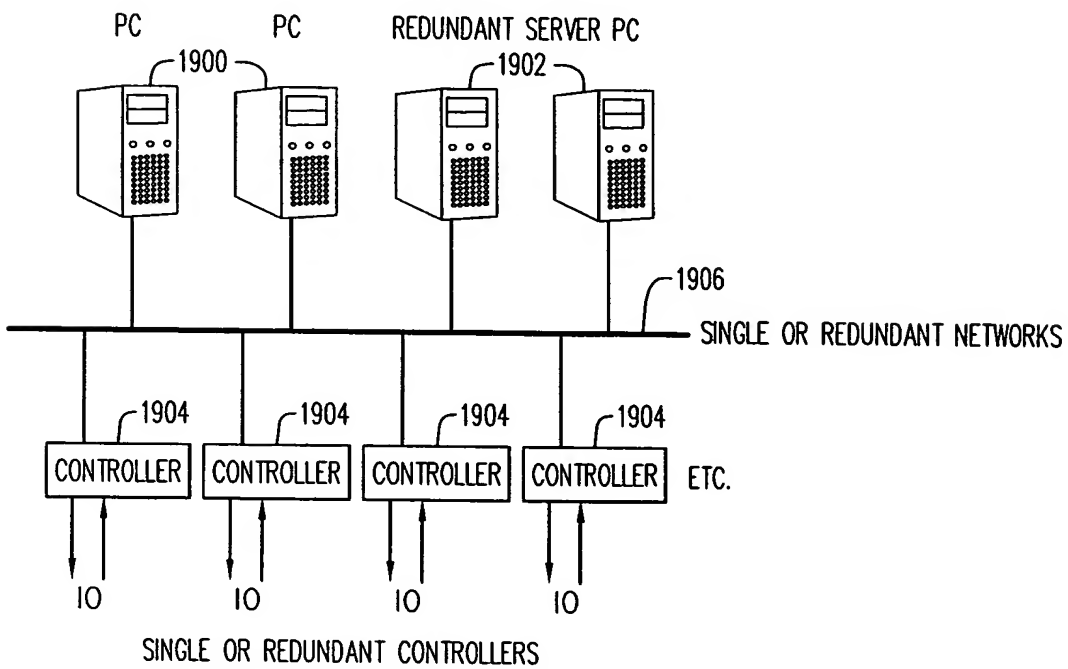 PC PC REDUNDANT SERVER PC
1900 1902
1906
SINGLE OR REDUNDANT NETWORKS
1904 1904 1904 1904
CONTROLLER CONTROLLER CONTROLLER CONTROLLER ETC.
IO IO IO IO
SINGLE OR REDUNDANT CONTROLLERS